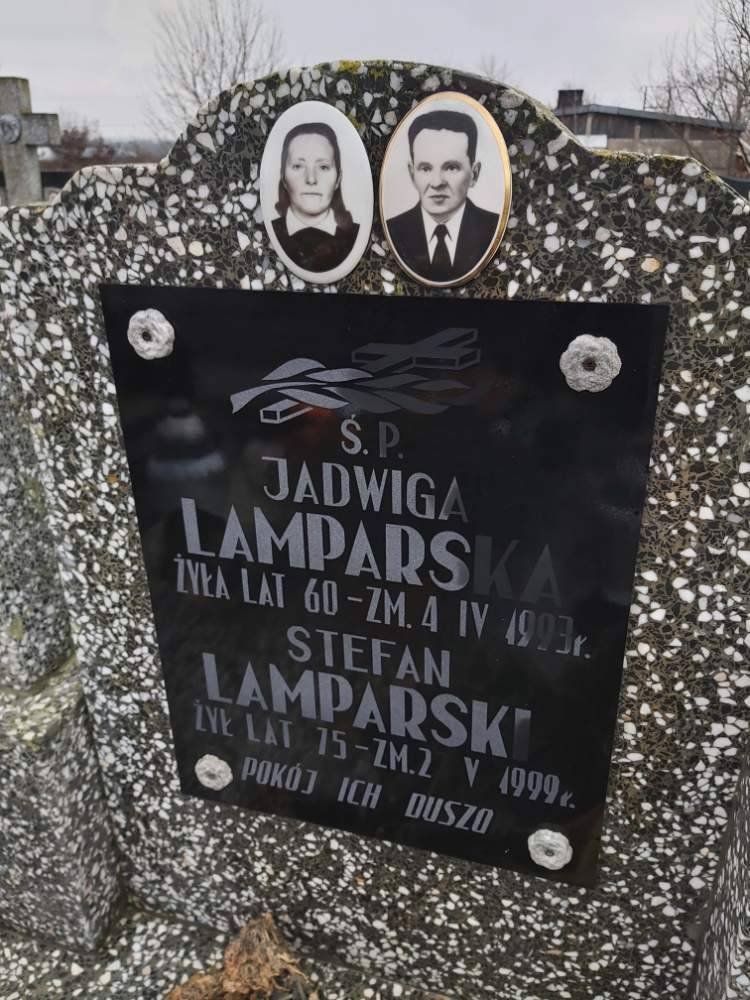 Ś. P.
JADWIGA
LAMPARSKA
ŻYŁA LAT 60 – ZM. 4 IV 1993r.
STEFAN
LAMPARSKI
ŻYŁ LAT 75 – ZM. 2 V 1999r.
POKÓJ ICH DUSZO